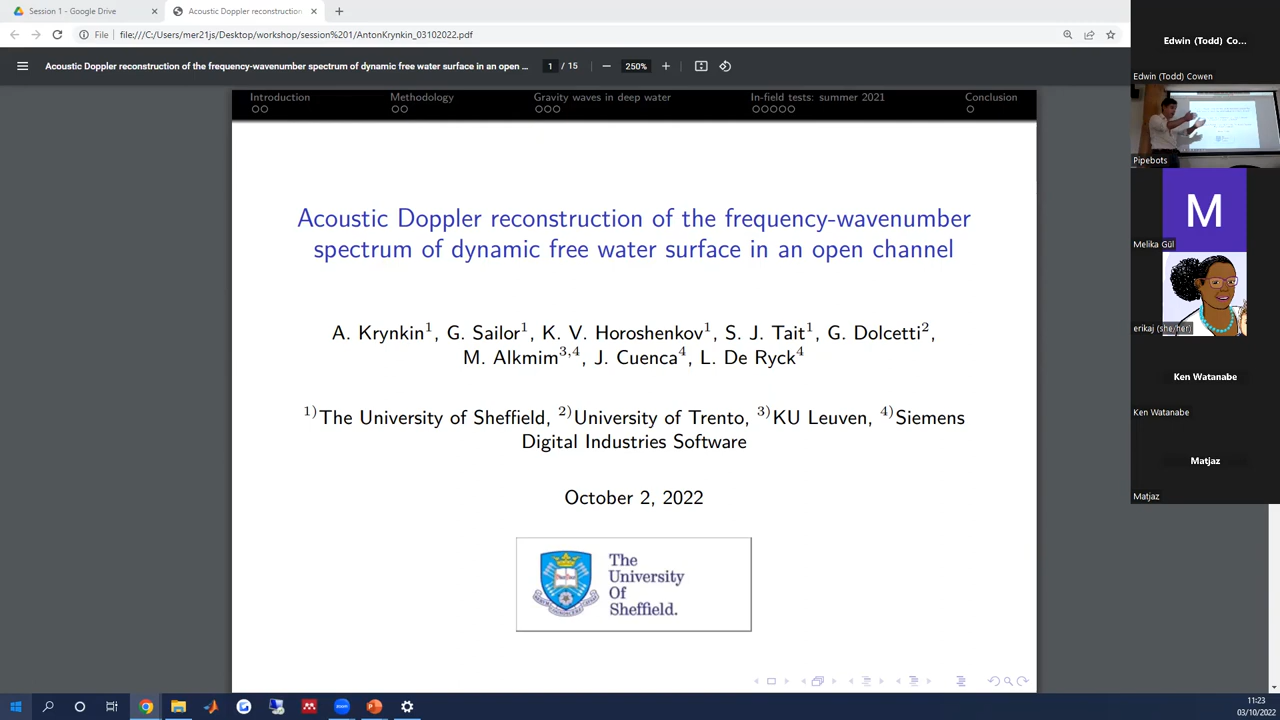 Session 1 - Google Drive
Acoustic Doppler reconstruction
File
file:///C:/Users/mer21js/Desktop/workshop/session%201/AntonKrynkin_03102022.pdf
Acoustic Doppler reconstruction of the frequency-wavenumber spectrum of dynamic free water surface in an open ...
1 / 15
250%
Introduction
Methodology
Gravity waves in deep water
In-field tests: summer 2021
Conclusion
Acoustic Doppler reconstruction of the frequency-wavenumber
spectrum of dynamic free water surface in an open channel
A. Krynkin1, G. Sailor1, K. V. Horoshenkov1, S. J. Tait1, G. Dolcetti2,
M. Alkmim3,4, J. Cuenca4, L. De Ryck4
1)The University of Sheffield, 2)University of Trento, 3)KU Leuven, 4)Siemens
Digital Industries Software
October 2, 2022
The
University
Of
Sheffield.
Edwin (Todd) Co...
Edwin (Todd) Cowen
Pipebots
M
Melika Gül
erikaj (she/her)
Ken Watanabe
Ken Watanabe
Matjaz
Matjaz
zoom
11:23
03/10/2022